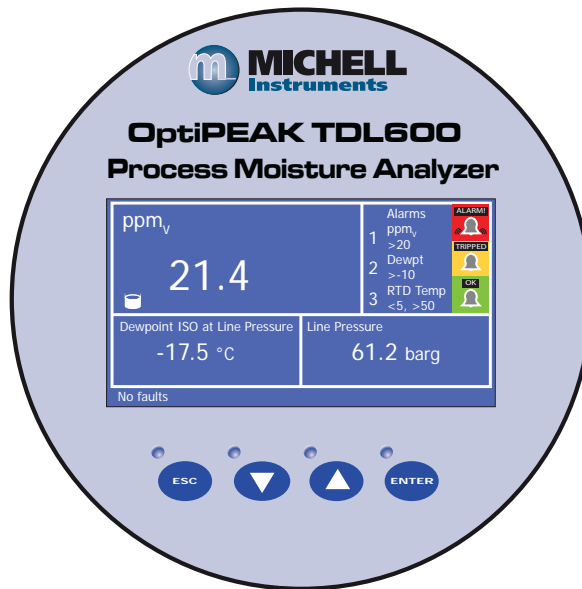 MICHELL
Instruments
OptiPEAK TDL600
Process Moisture Analyzer
ppmv
21.4
Alarms
1 ppmv
>20
2 Dewpt
>-10
3 RTD Temp
<5, >50
ALARM!
TRIPPED
OK
Dewpoint ISO at Line Pressure
-17.5 °C
Line Pressure
61.2 barg
No faults
ESC
ENTER